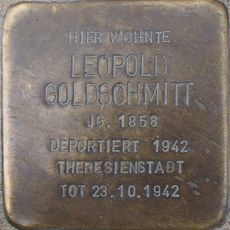 HIER WOHNTE
LEOPOLD
GOLDSCHMITT
JG. 1858
DEPORTIERT 1942
THERESIENSTADT
TOT 23.10.1942